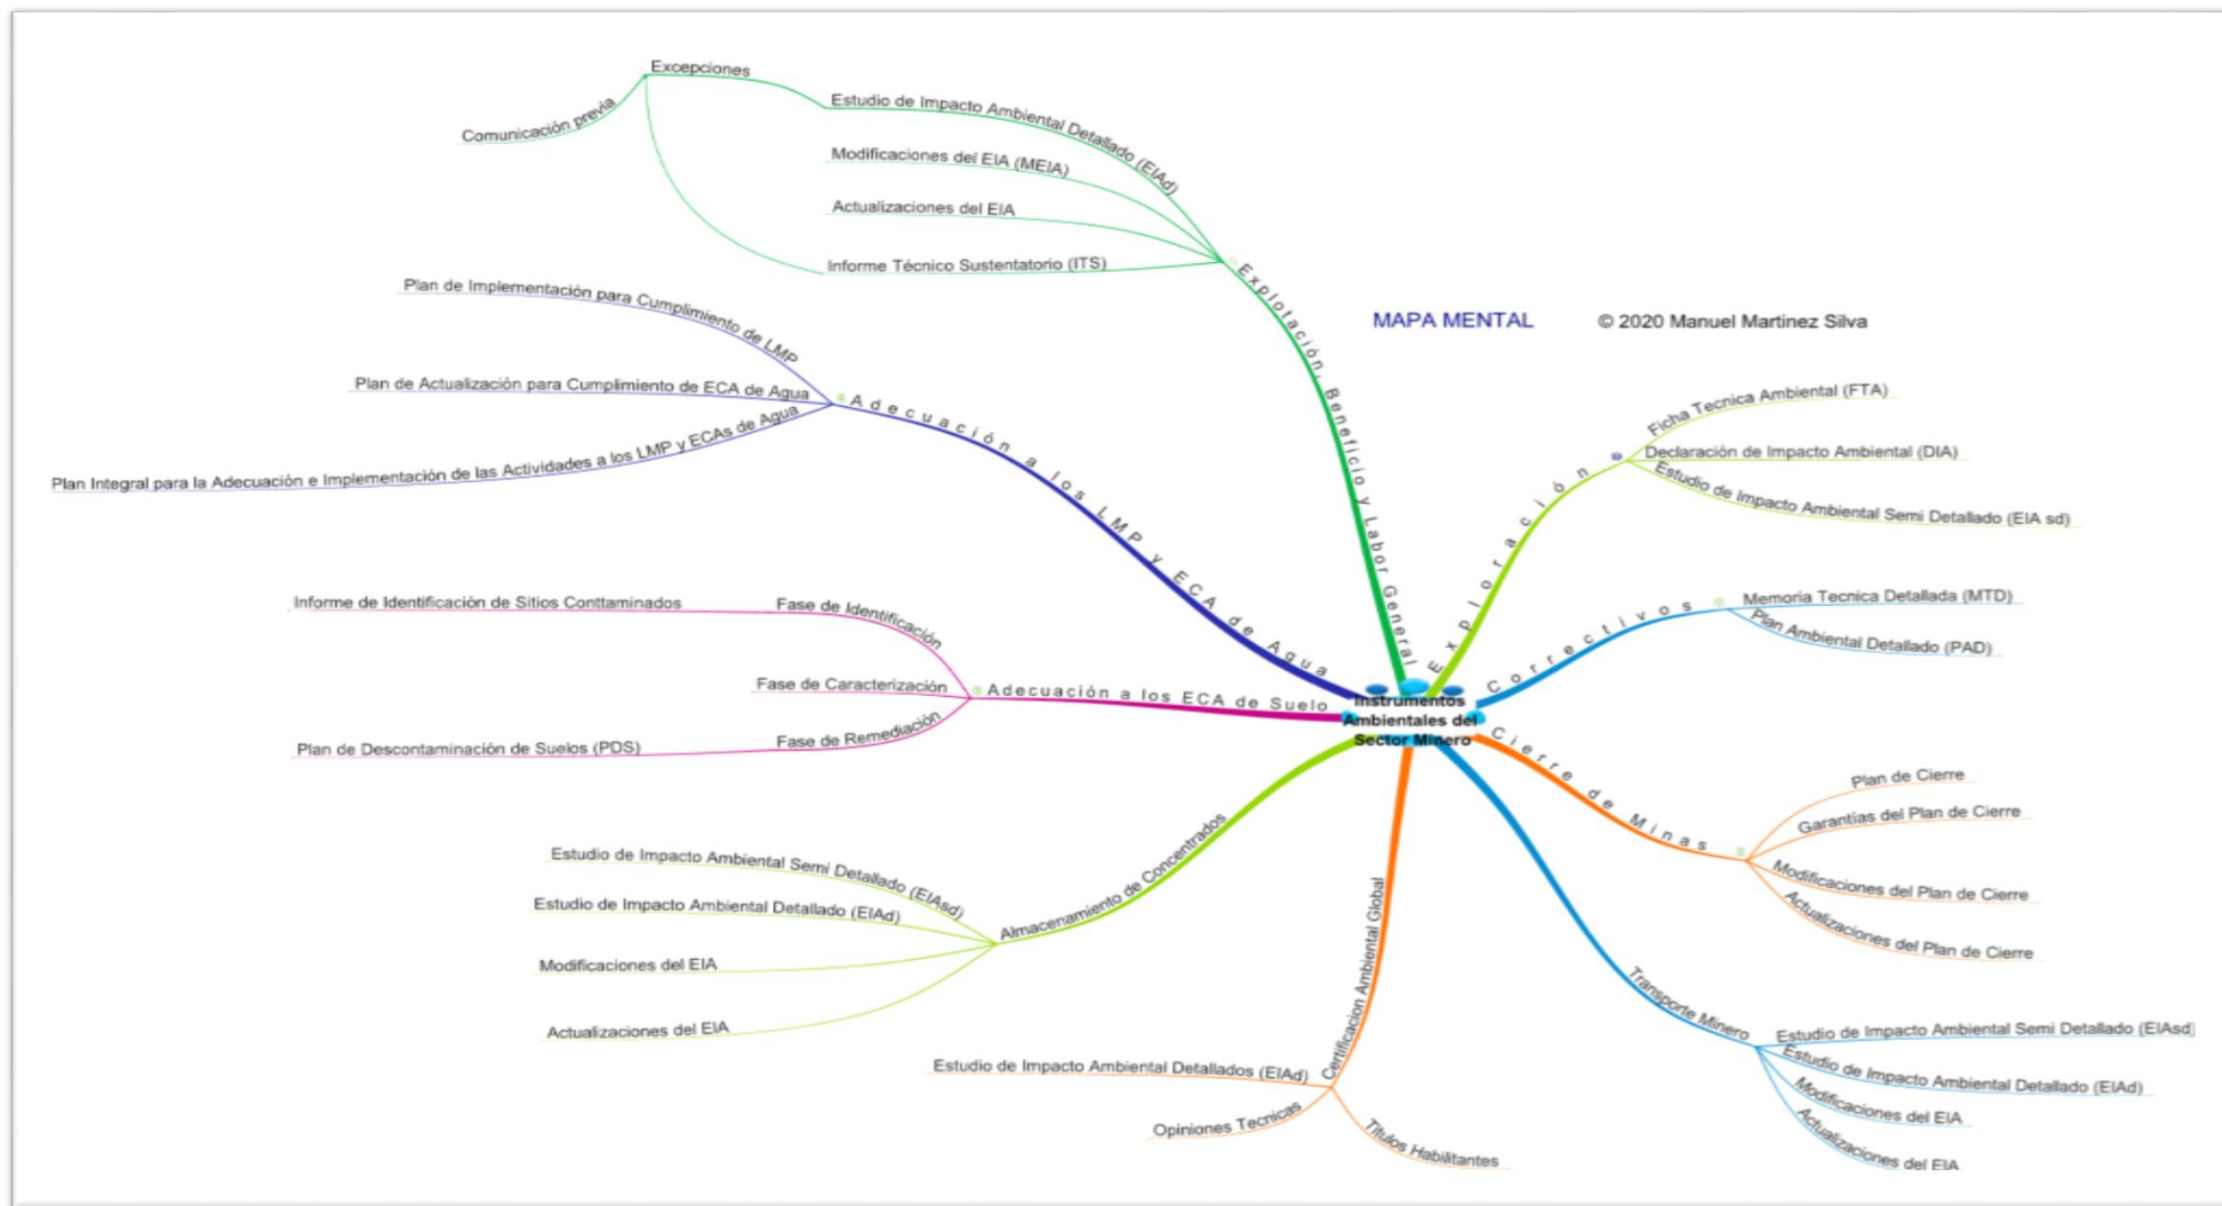 Excepciones
Comunicación previa
Estudio de Impacto Ambiental Detallado (EIAd)
Modificaciones del EIA (MEIA)
Actualizaciones del EIA
Informe Técnico Sustentatorio (ITS)
Explotación, Beneficio y Labor General
Plan de Implementación para Cumplimiento de LMP
Plan de Actualización para Cumplimiento de ECA de Agua
Plan Integral para la Adecuación e Implementación de las Actividades a los LMP y ECAs de Agua
Adecuación a los LMP y ECA de Agua
MAPA MENTAL
© 2020 Manuel Martinez Silva
Exploración
Ficha Tecnica Ambiental (FTA)
Declaración de Impacto Ambiental (DIA)
Estudio de Impacto Ambiental Semi Detallado (EIA sd)
Correctivos
Memoria Tecnica Detallada (MTD)
Plan Ambiental Detallado (PAD)
Informe de Identificación de Sitios Conttaminados
Fase de Identificación
Fase de Caracterización
Plan de Descontaminación de Suelos (PDS)
Fase de Remediación
Adecuación a los ECA de Suelo
Instrumentos
Ambientales del
Sector Minero
Cierre de Minas
Plan de Cierre
Garantías del Plan de Cierre
Modificaciones del Plan de Cierre
Actualizaciones del Plan de Cierre
Almacenamiento de Concentrados
Estudio de Impacto Ambiental Semi Detallado (EIAsd)
Estudio de Impacto Ambiental Detallado (EIAd)
Modificaciones del EIA
Actualizaciones del EIA
Certificacion Ambiental Global
Estudio de Impacto Ambiental Detallados (EIAd)
Opiniones Tecnicas
Títulos Habilitantes
Transporte Minero
Estudio de Impacto Ambiental Semi Detallado (EIAsd)
Estudio de Impacto Ambiental Detallado (EIAd)
Modificaciones del EIA
Actualizaciones del EIA